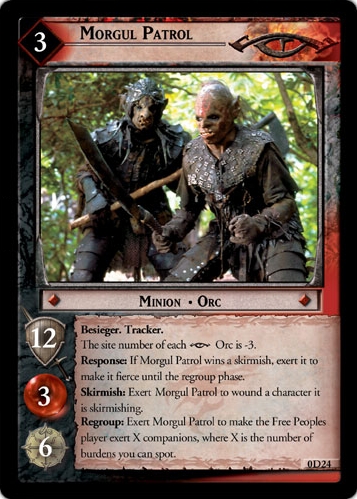 3 MORGUL PATROL
MINION • ORC
12
Besieger. Tracker.
The site number of each Orc is -3.
Response: If Morgul Patrol wins a skirmish, exert it to
make it fierce until the regroup phase.
3
Skirmish: Exert Morgul Patrol to wound a character it
is skirmishing.
Regroup: Exert Morgul Patrol to make the Free Peoples
6
player exert X companions, where X is the number of
burdens you can spot.
0D24